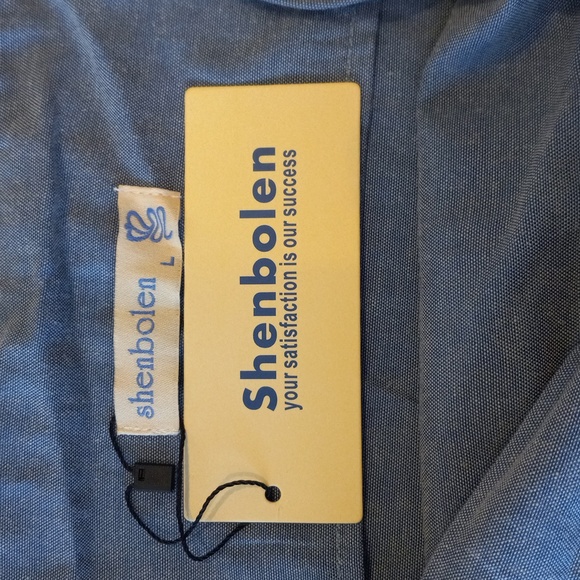 shenbolen
L
Shenbolen
your satisfaction is our success